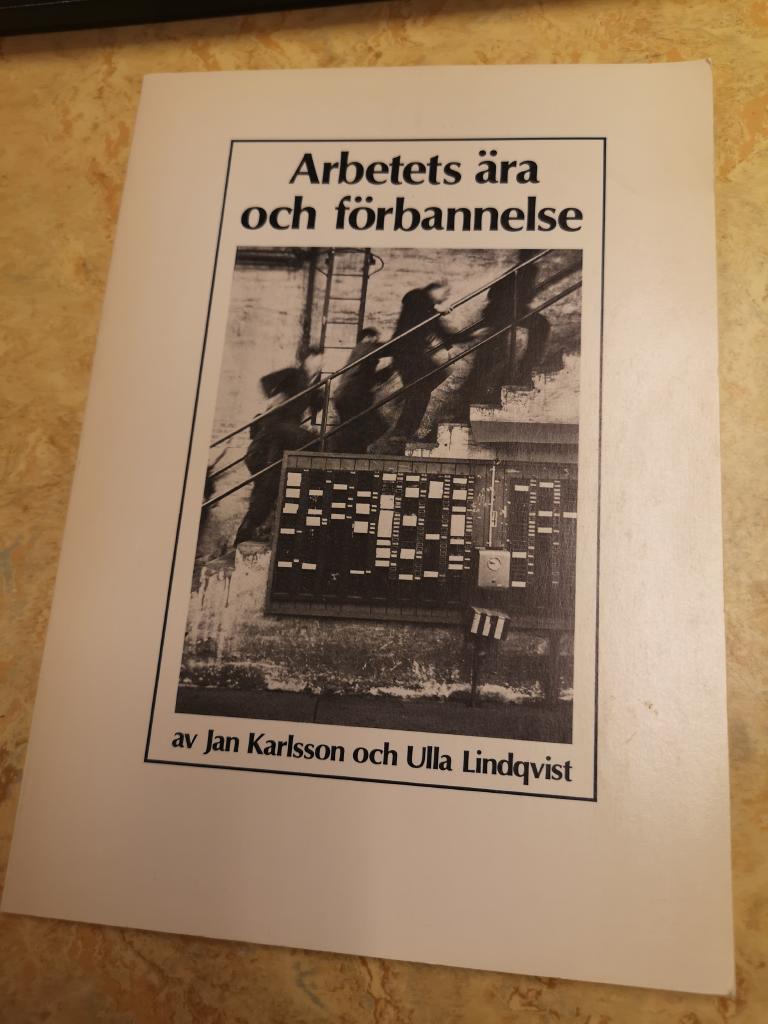 Arbetets ära
och förbannelse
av Jan Karlsson och Ulla Lindqvist